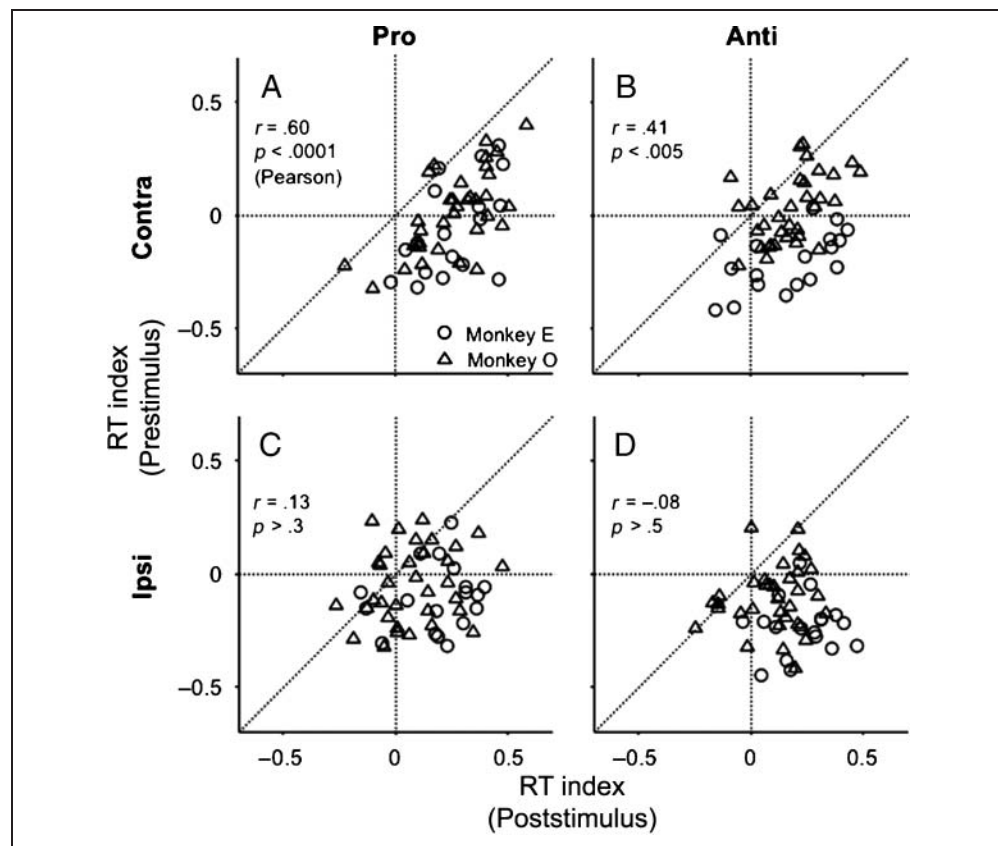 Pro
Anti
A
r = .60
p < .0001
(Pearson)
B
r = .41
p < .005
0.5
0
−0.5
Contra
Monkey E
Monkey O
RT index
(Prestimulus)
C
r = .13
p > .3
D
r = −.08
p > .5
0.5
0
−0.5
Ipsi
−0.5 0 0.5
−0.5 0 0.5
RT index
(Poststimulus)